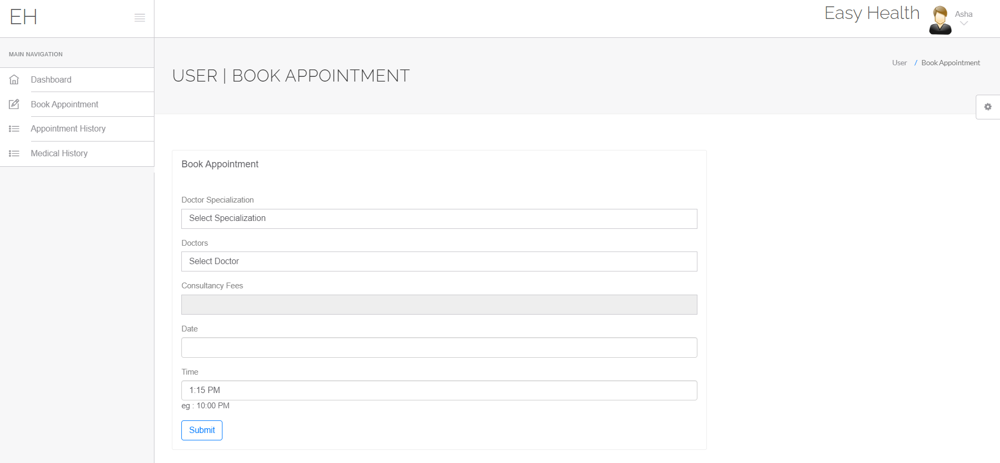 EH
Easy Health
Asha
MAIN NAVIGATION
Dashboard
Book Appointment
Appointment History
Medical History
USER | BOOK APPOINTMENT
User / Book Appointment
Book Appointment
Doctor Specialization
Select Specialization
Doctors
Select Doctor
Consultancy Fees
Date
Time
1:15 PM
eg : 10:00 PM
Submit